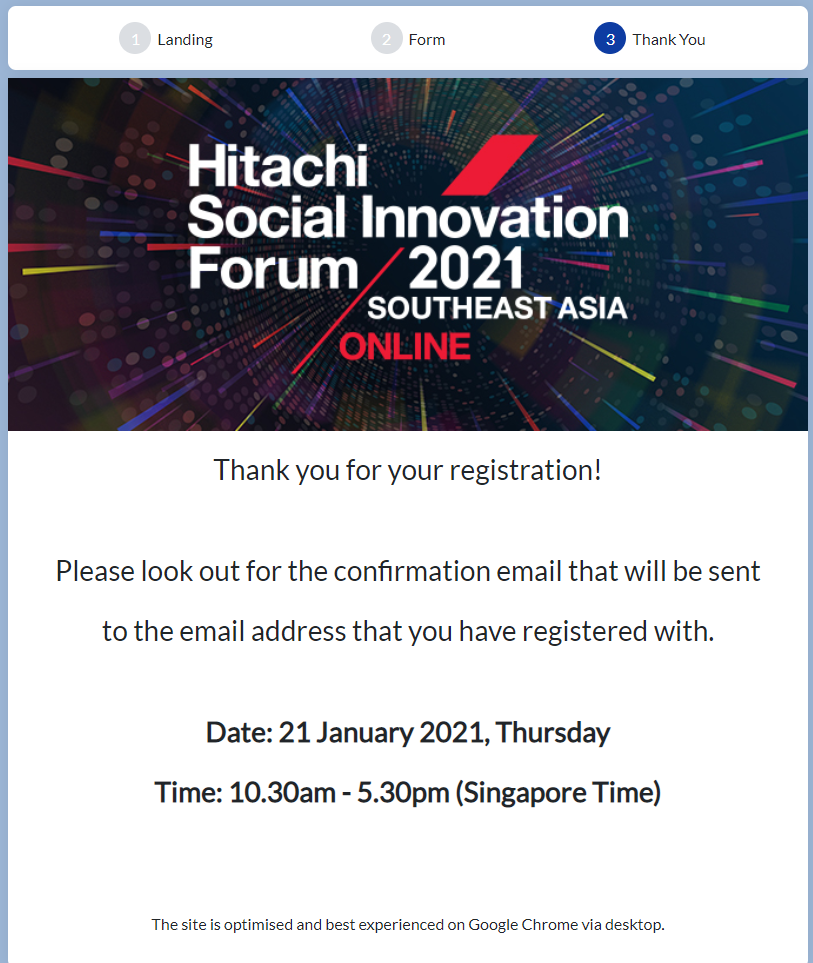 1 Landing
2 Form
3 Thank You
Hitachi
Social Innovation
Forum 2021
SOUTHEAST ASIA
ONLINE
Thank you for your registration!
Please look out for the confirmation email that will be sent
to the email address that you have registered with.
Date: 21 January 2021, Thursday
Time: 10.30am - 5.30pm (Singapore Time)
The site is optimised and best experienced on Google Chrome via desktop.